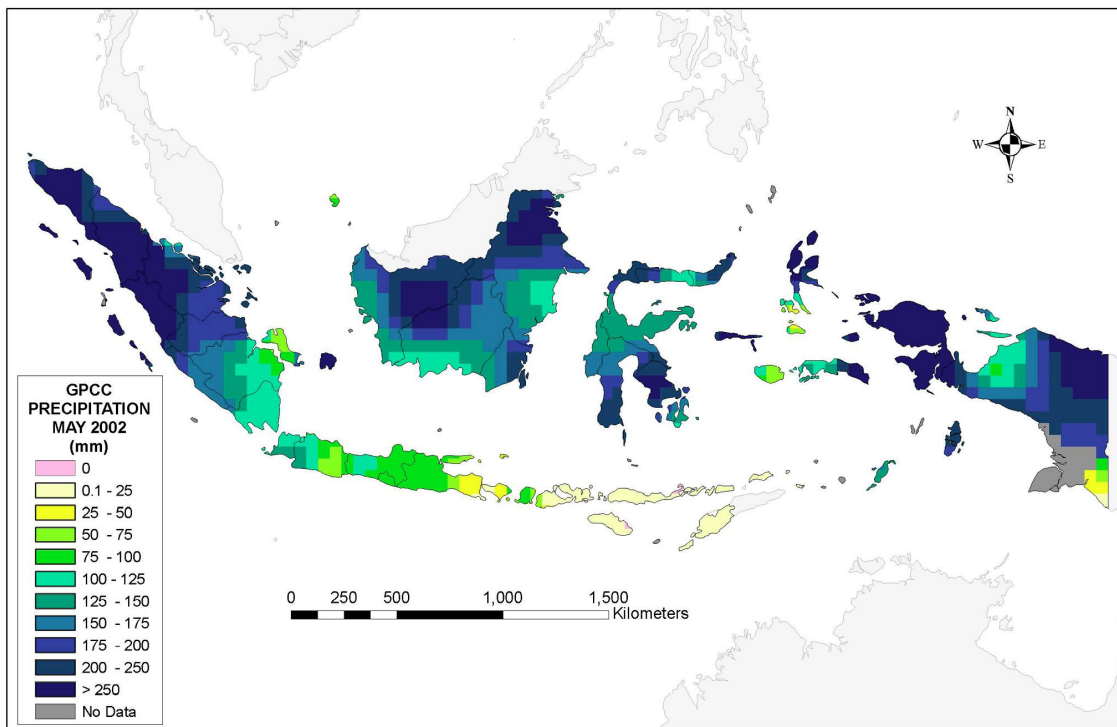 N
W E
S
GPCC
PRECIPITATION
MAY 2002
(mm)
0
0.1 - 25
25 - 50
50 - 75
75 - 100
100 - 125
125 - 150
150 - 175
175 - 200
200 - 250
> 250
No Data
0 250 500 1,000 1,500
Kilometers